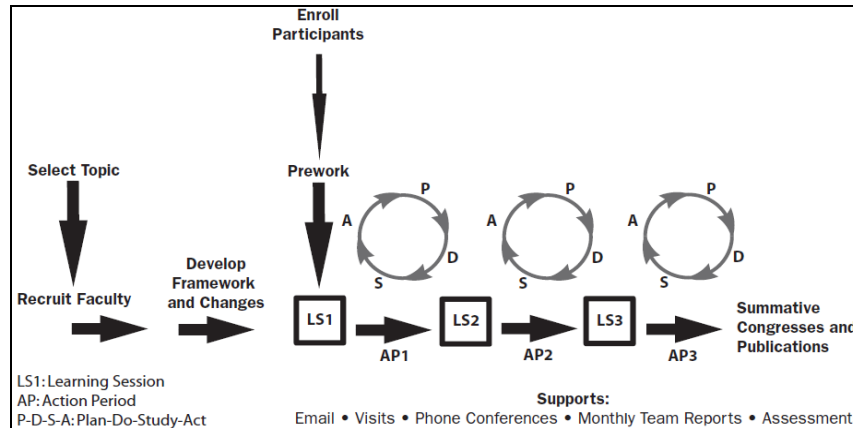 Enroll
Participants
Select Topic
Prework
P
A
D
S
P
A
D
S
P
A
D
S
Develop
Framework
and Changes
Recruit Faculty
LS1
LS2
LS3
Summative
Congresses and
Publications
AP1
AP2
AP3
LS1: Learning Session
AP: Action Period
P-D-S-A: Plan-Do-Study-Act
Supports:
Email • Visits • Phone Conferences • Monthly Team Reports • Assessment